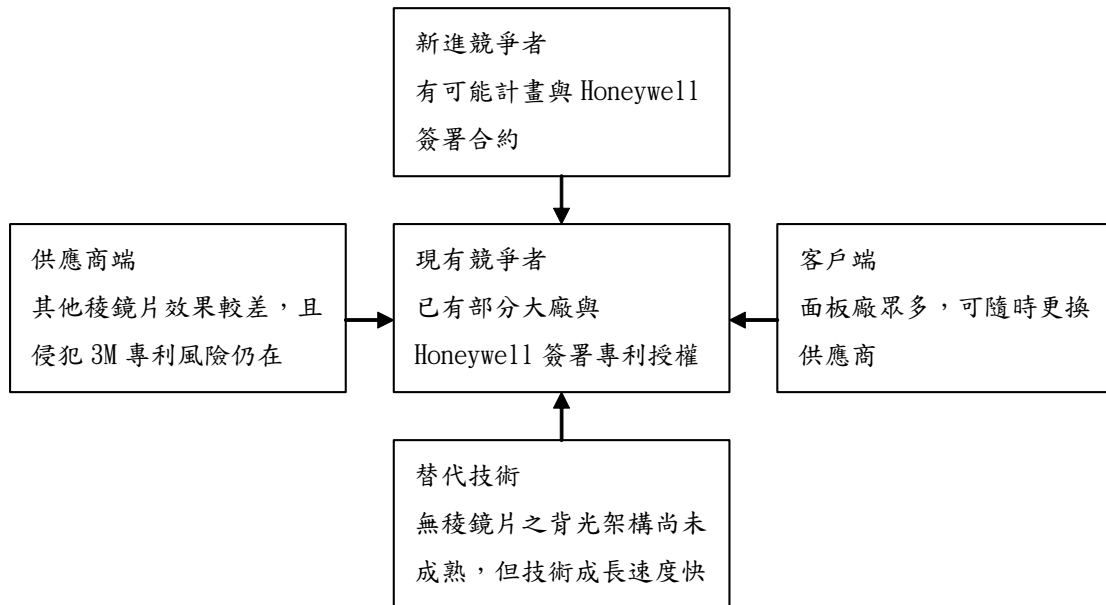 新進競爭者
有可能計畫與 Honeywell
簽署合約
供應商端
其他稜鏡片效果較差，且
侵犯 3M 專利風險仍在
現有競爭者
已有部分大廠與
Honeywell 簽署專利授權
客戶端
面板廠眾多，可隨時更換
供應商
替代技術
無稜鏡片之背光架構尚未
成熟，但技術成長速度快